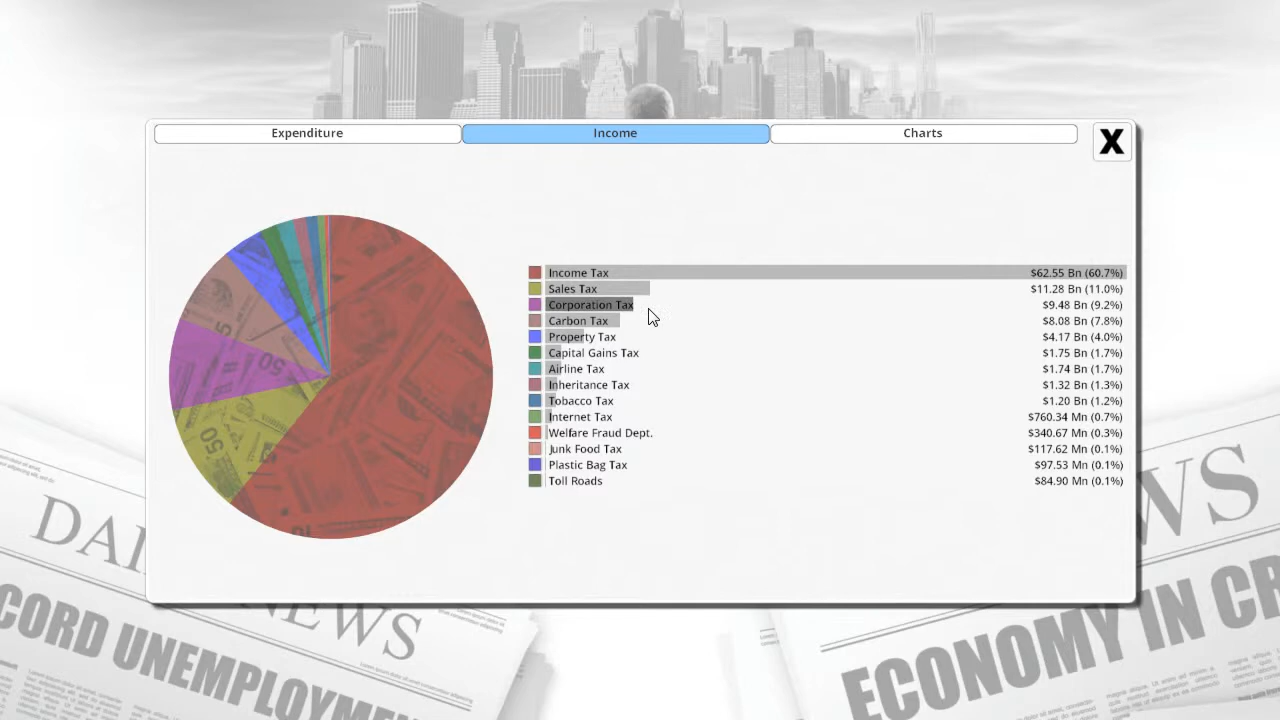 Expenditure
Income
Charts
X
Income Tax $62.55 Bn (60.7%)
Sales Tax $11.28 Bn (11.0%)
Corporation Tax $9.48 Bn (9.2%)
Carbon Tax $8.08 Bn (7.8%)
Property Tax $4.17 Bn (4.0%)
Capital Gains Tax $1.75 Bn (1.7%)
Airline Tax $1.74 Bn (1.7%)
Inheritance Tax $1.32 Bn (1.3%)
Tobacco Tax $1.20 Bn (1.2%)
Internet Tax $760.34 Mn (0.7%)
Welfare Fraud Dept. $340.67 Mn (0.3%)
Junk Food Tax $117.62 Mn (0.1%)
Plastic Bag Tax $97.53 Mn (0.1%)
Toll Roads $84.90 Mn (0.1%)
DAI
NEWS
CORD UNEMPLOYME
WS
ECONOMY IN CR